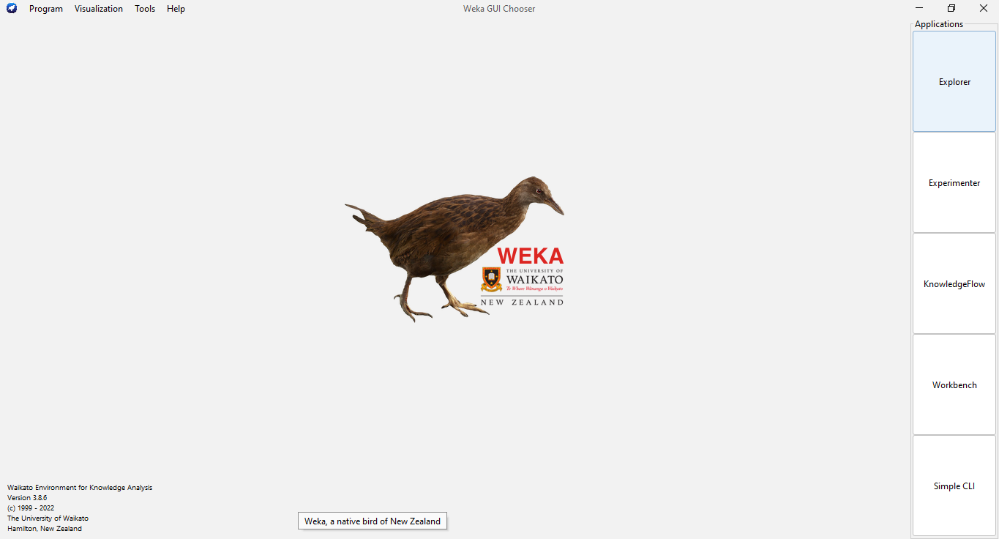 Program Visualization Tools Help
Weka GUI Chooser
Applications
Explorer
Experimenter
KnowledgeFlow
Workbench
Simple CLI
WEKA
THE UNIVERSITY OF
WAIKATO
Te Whare Wānanga o Waikato
NEW ZEALAND
Waikato Environment for Knowledge Analysis
Version 3.8.6
(c) 1999 - 2022
The University of Waikato
Hamilton, New Zealand
Weka, a native bird of New Zealand